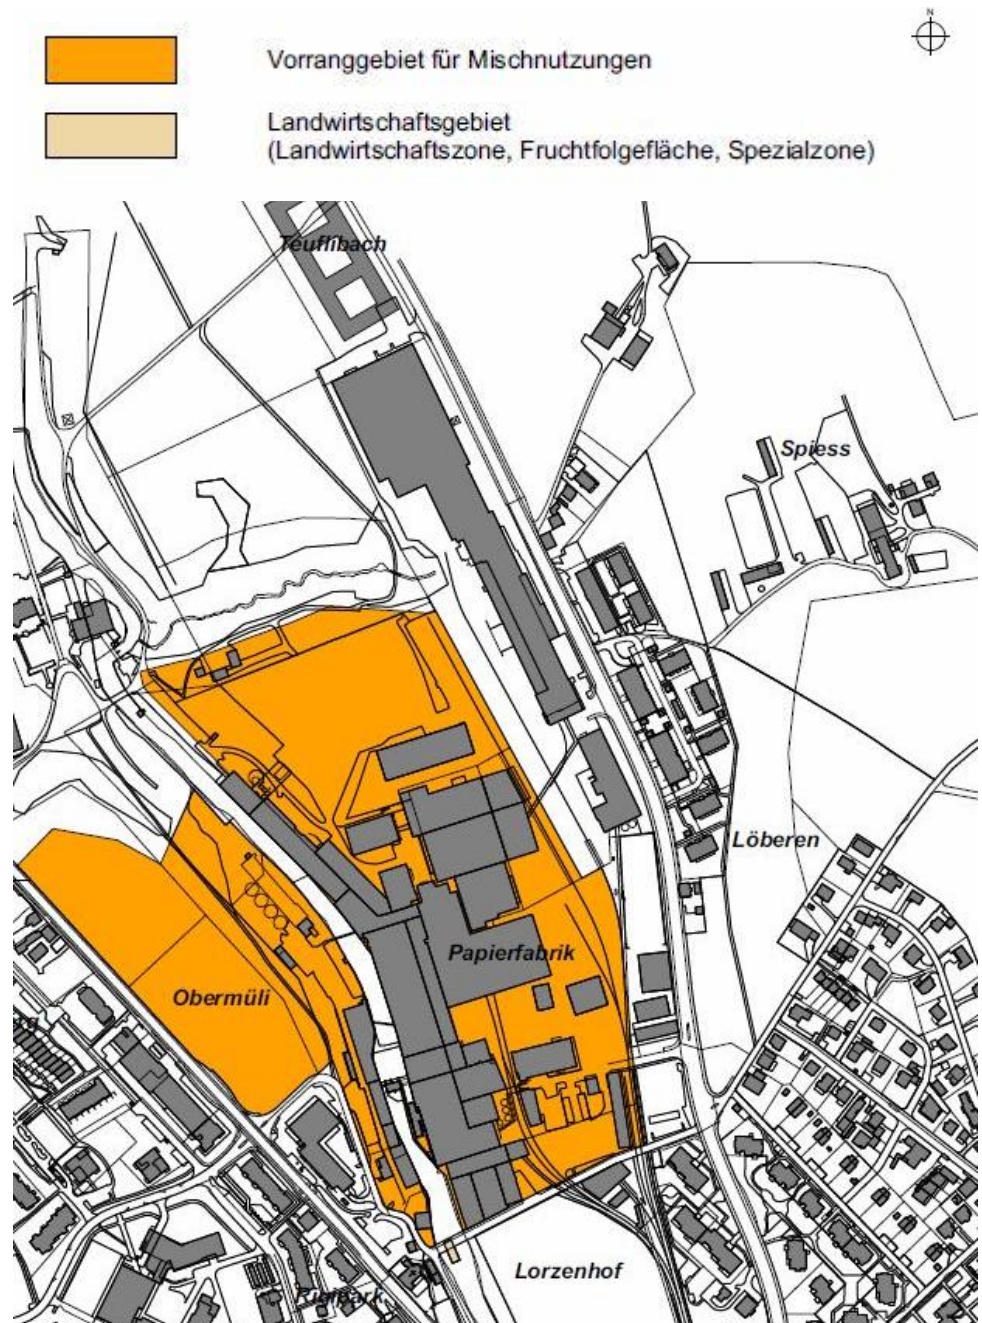 N
Vorranggebiet für Mischnutzungen
Landwirtschaftsgebiet
(Landwirtschaftszone, Fruchtfolgefläche, Spezialzone)
Teuflibach
Spiess
Löberen
Papierfabrik
Obermüli
Lorzenhof